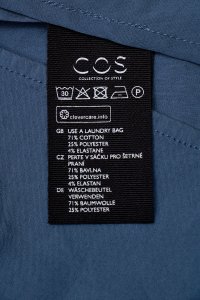 COS
COLLECTION OF STYLE
30
P
clevercare.info
GB USE A LAUNDRY BAG
71% COTTON
25% POLYESTER
4% ELASTANE
CZ PERTE V SÁČKU PRO ŠETRNÉ
PRANÍ
71% BAVLNA
25% POLYESTER
4% ELASTAN
DE WÄSCHEBEUTEL
VERWENDEN
71% BAUMWOLLE
25% POLYESTER